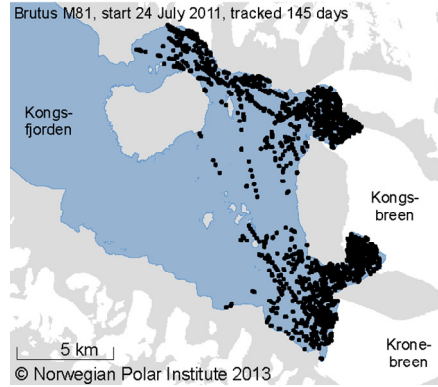 Brutus M81, start 24 July 2011, tracked 145 days
Kongs-
fjorden
Kongs-
breen
Krone-
breen
5 km
© Norwegian Polar Institute 2013